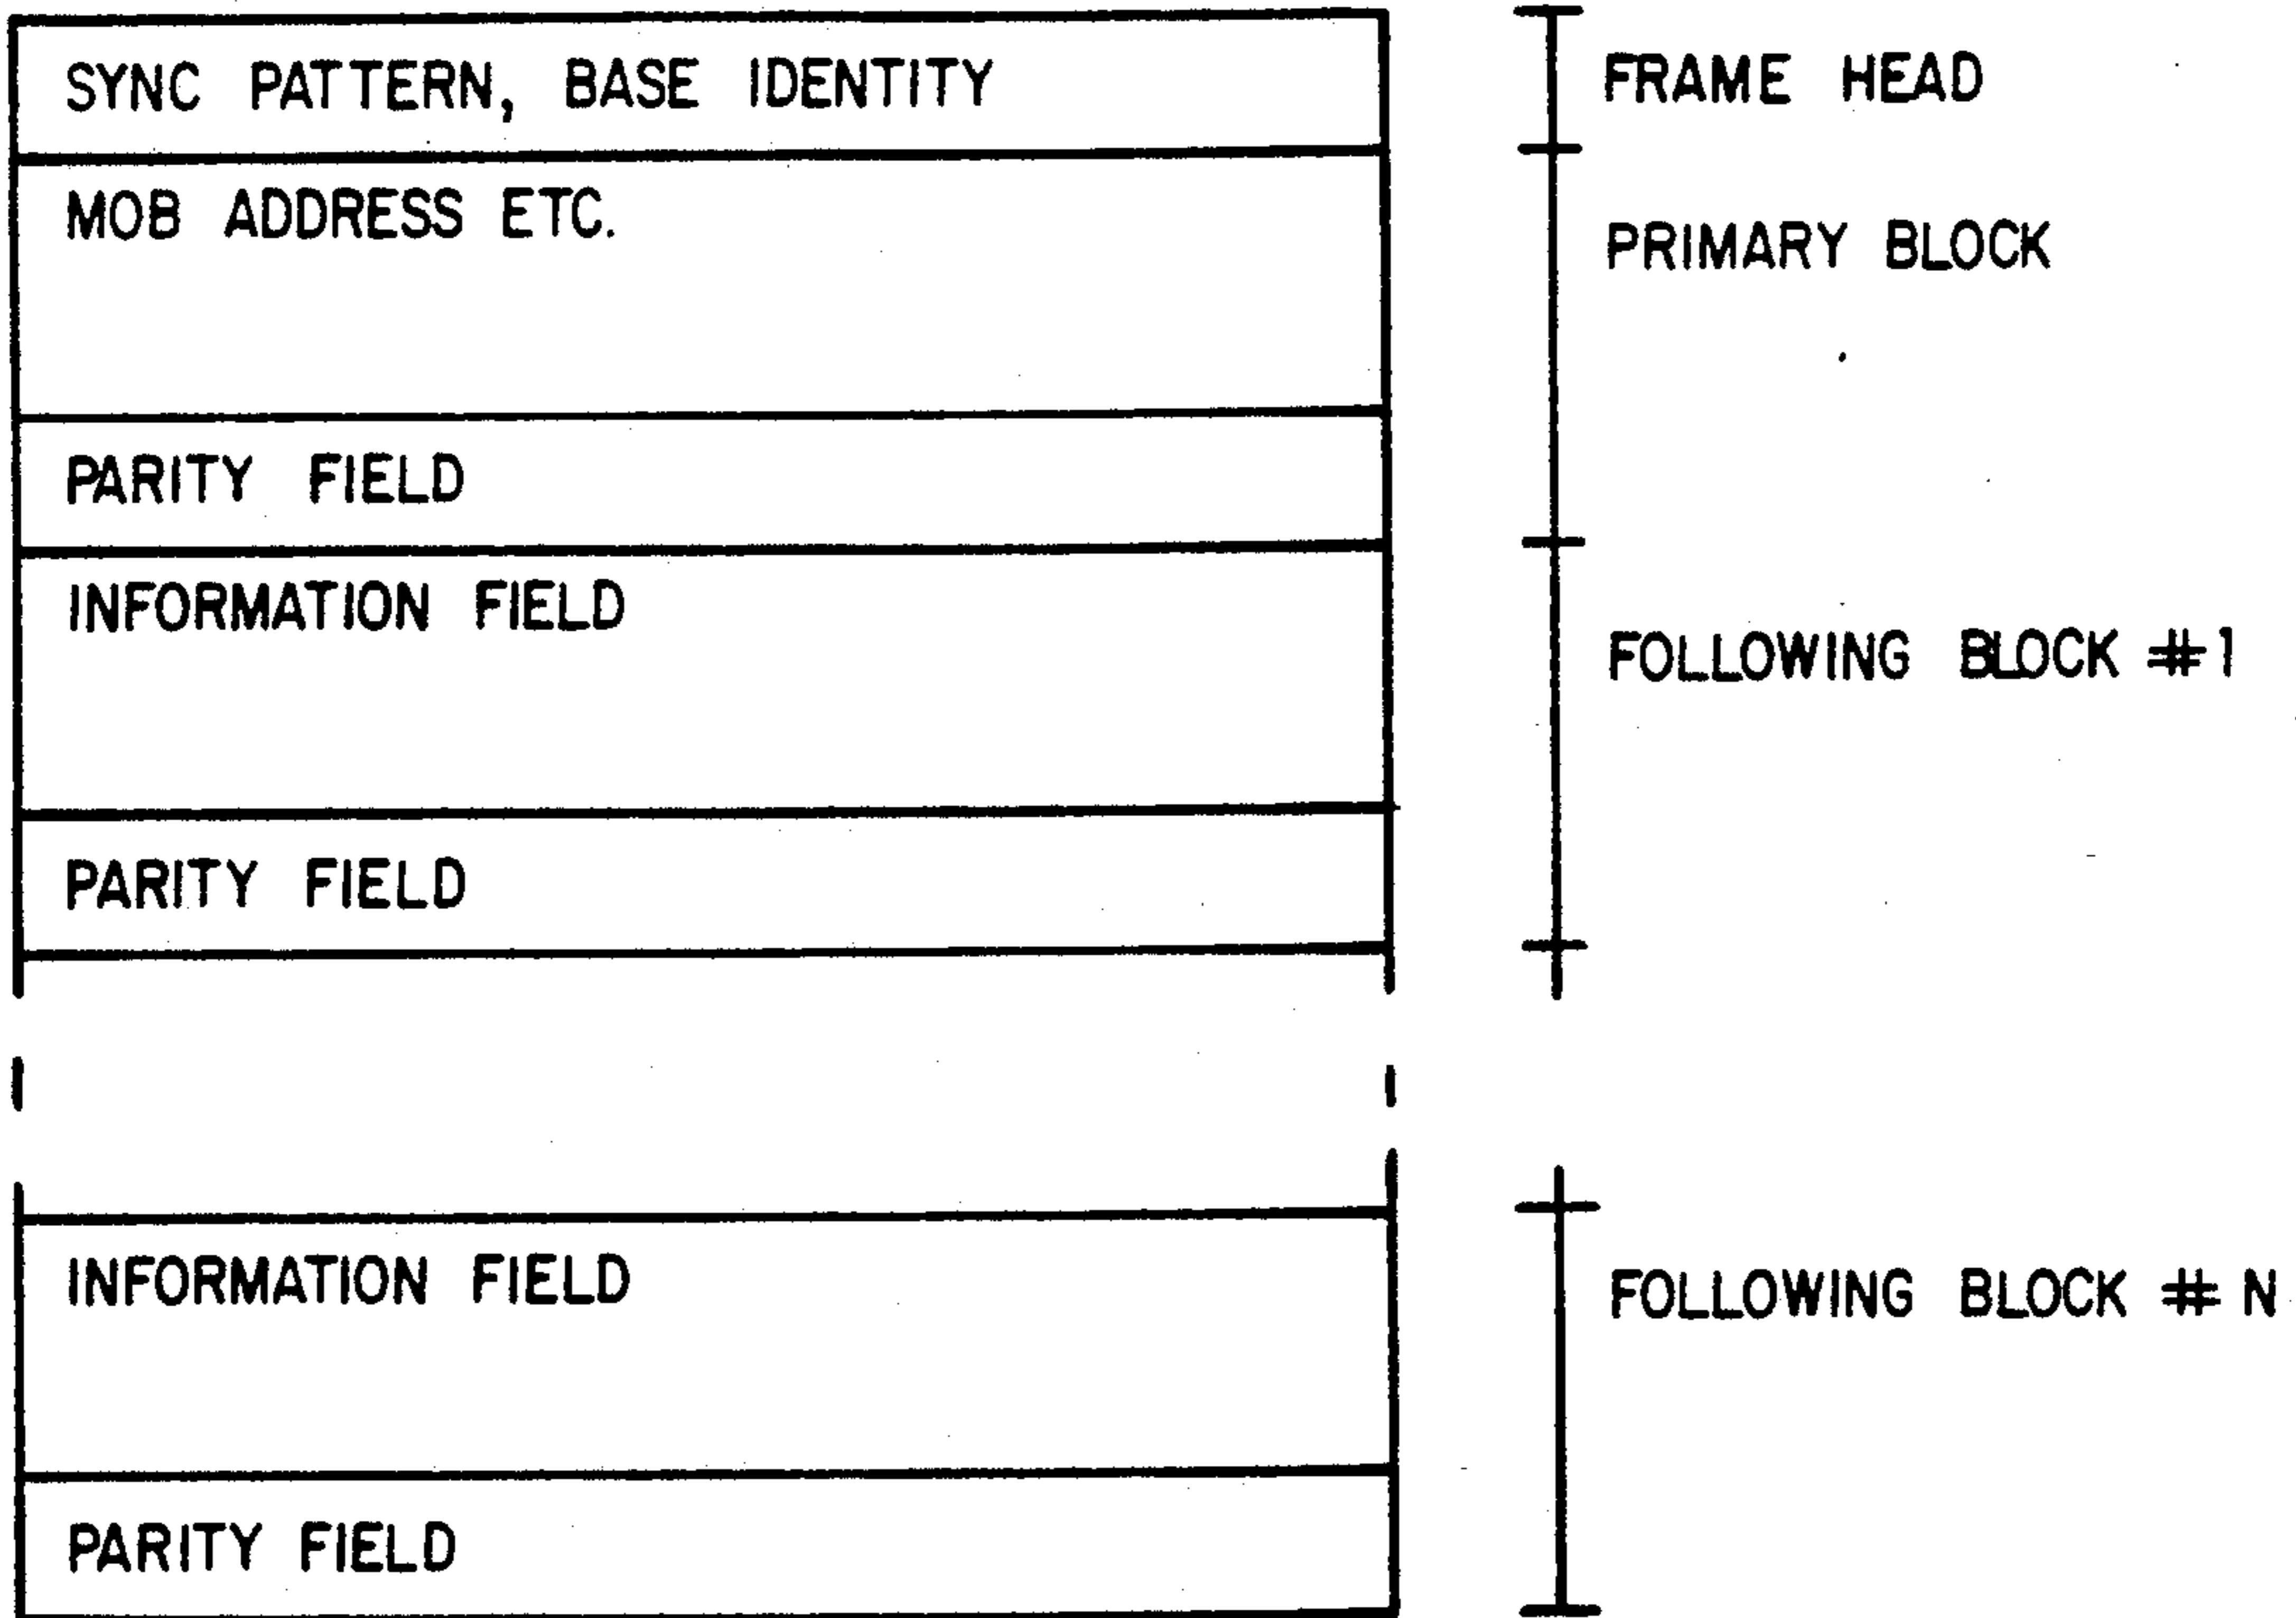 SYNC PATTERN, BASE IDENTITY
FRAME HEAD
MOB ADDRESS ETC.
PRIMARY BLOCK
PARITY FIELD
INFORMATION FIELD
FOLLOWING BLOCK #1
PARITY FIELD
INFORMATION FIELD
FOLLOWING BLOCK # N
PARITY FIELD